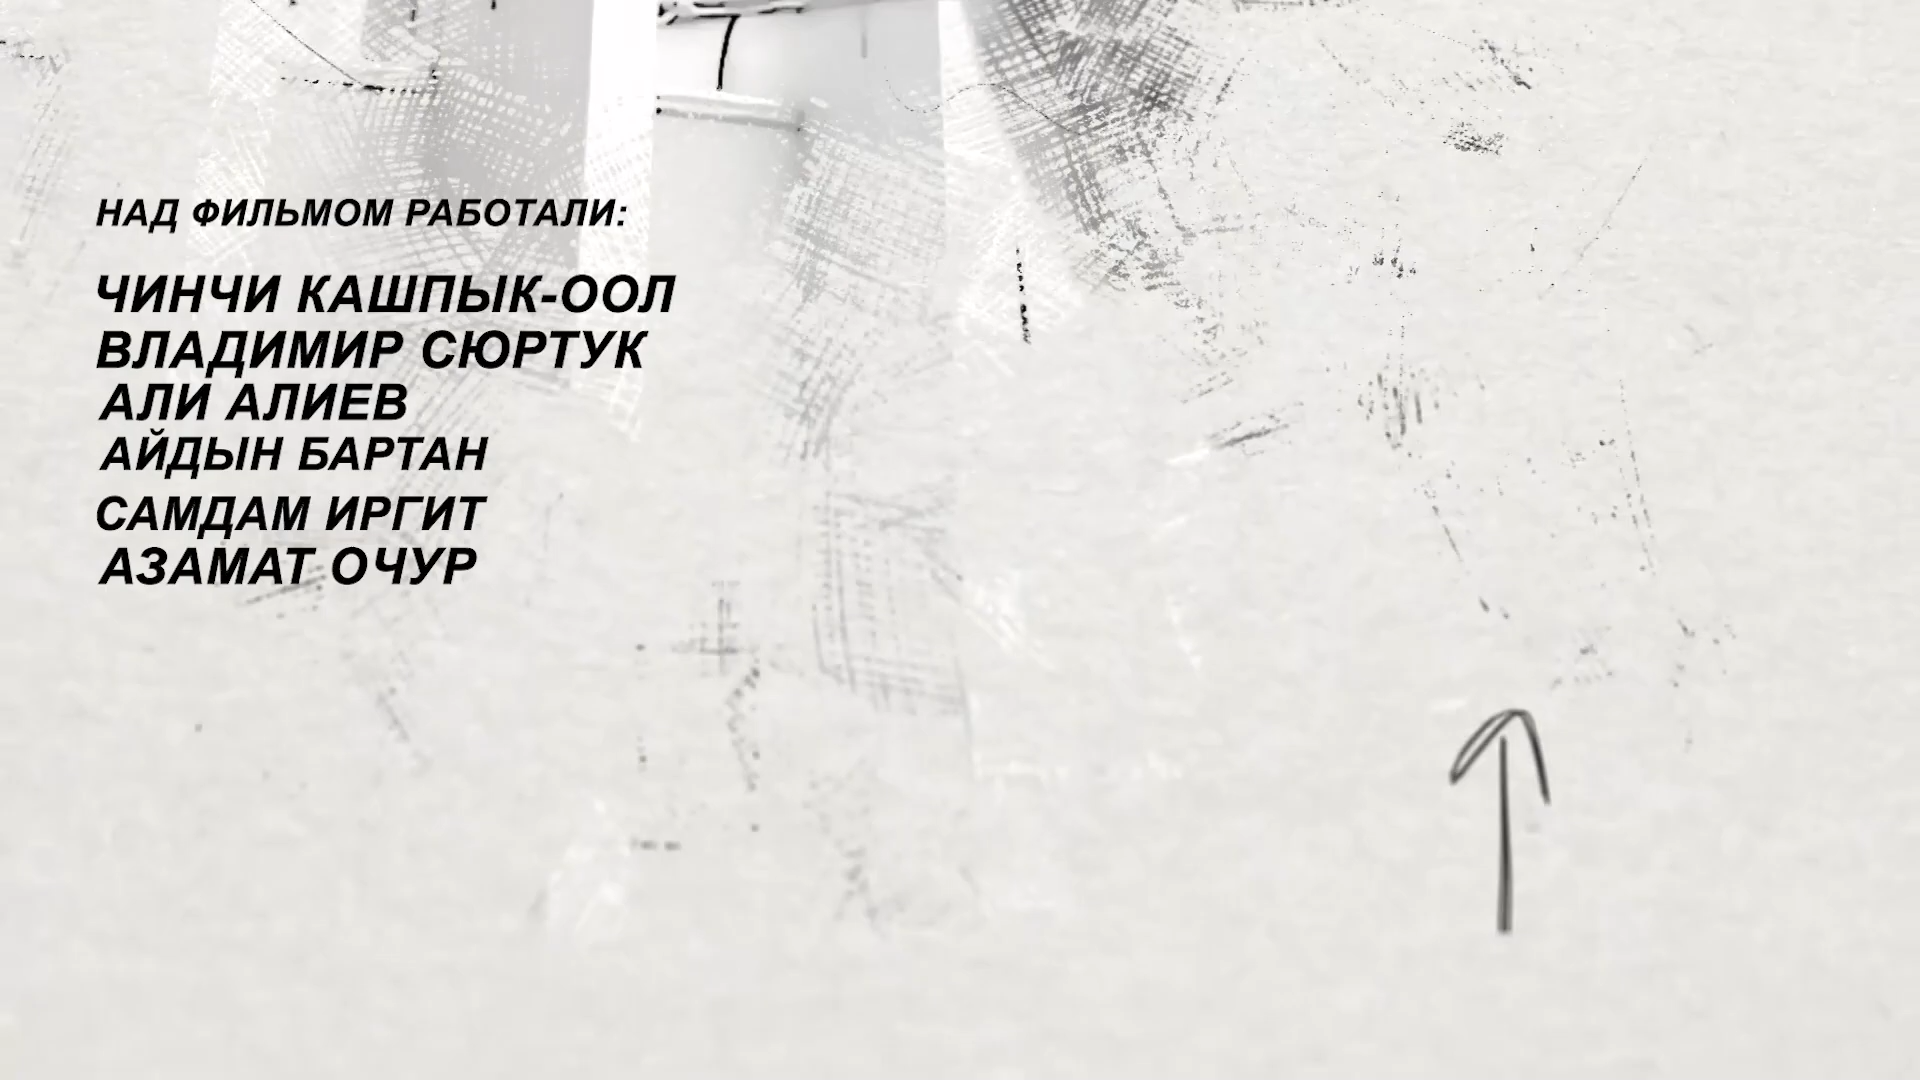 НАД ФИЛЬМОМ РАБОТАЛИ:
ЧИНЧИ КАШПЫК-ООЛ
ВЛАДИМИР СЮРТУК
АЛИ АЛИЕВ
АЙДЫН БАРТАН
САМДАМ ИРГИТ
АЗАМАТ ОЧУР